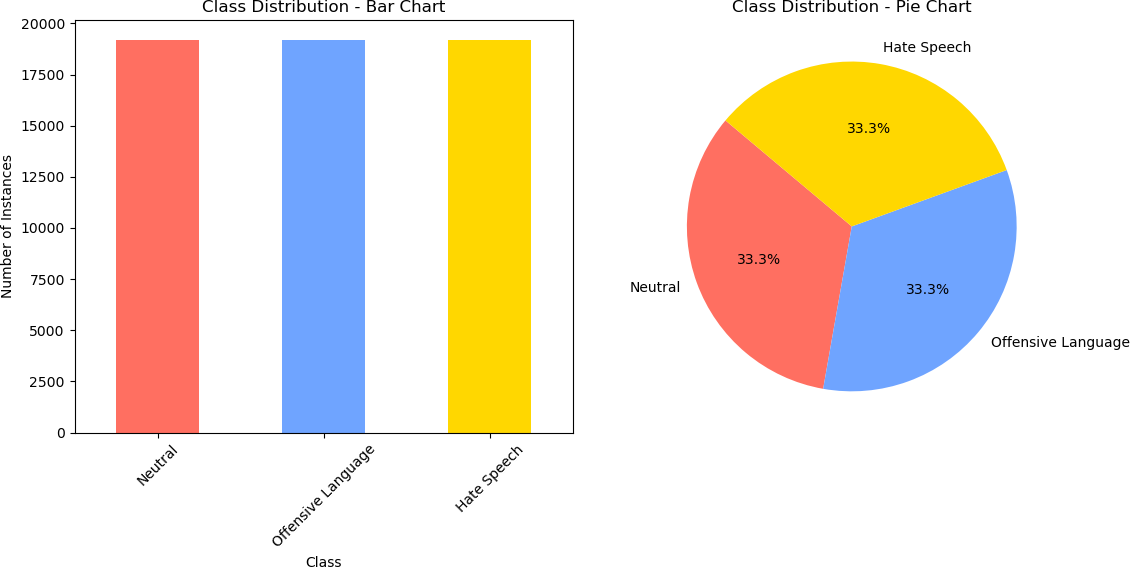 Class Distribution - Bar Chart
20000
17500
15000
12500
10000
7500
5000
2500
0
Number of Instances
Neutral
Offensive Language
Hate Speech
Class
Class Distribution - Pie Chart
Hate Speech
33.3%
33.3%
Neutral
33.3%
Offensive Language